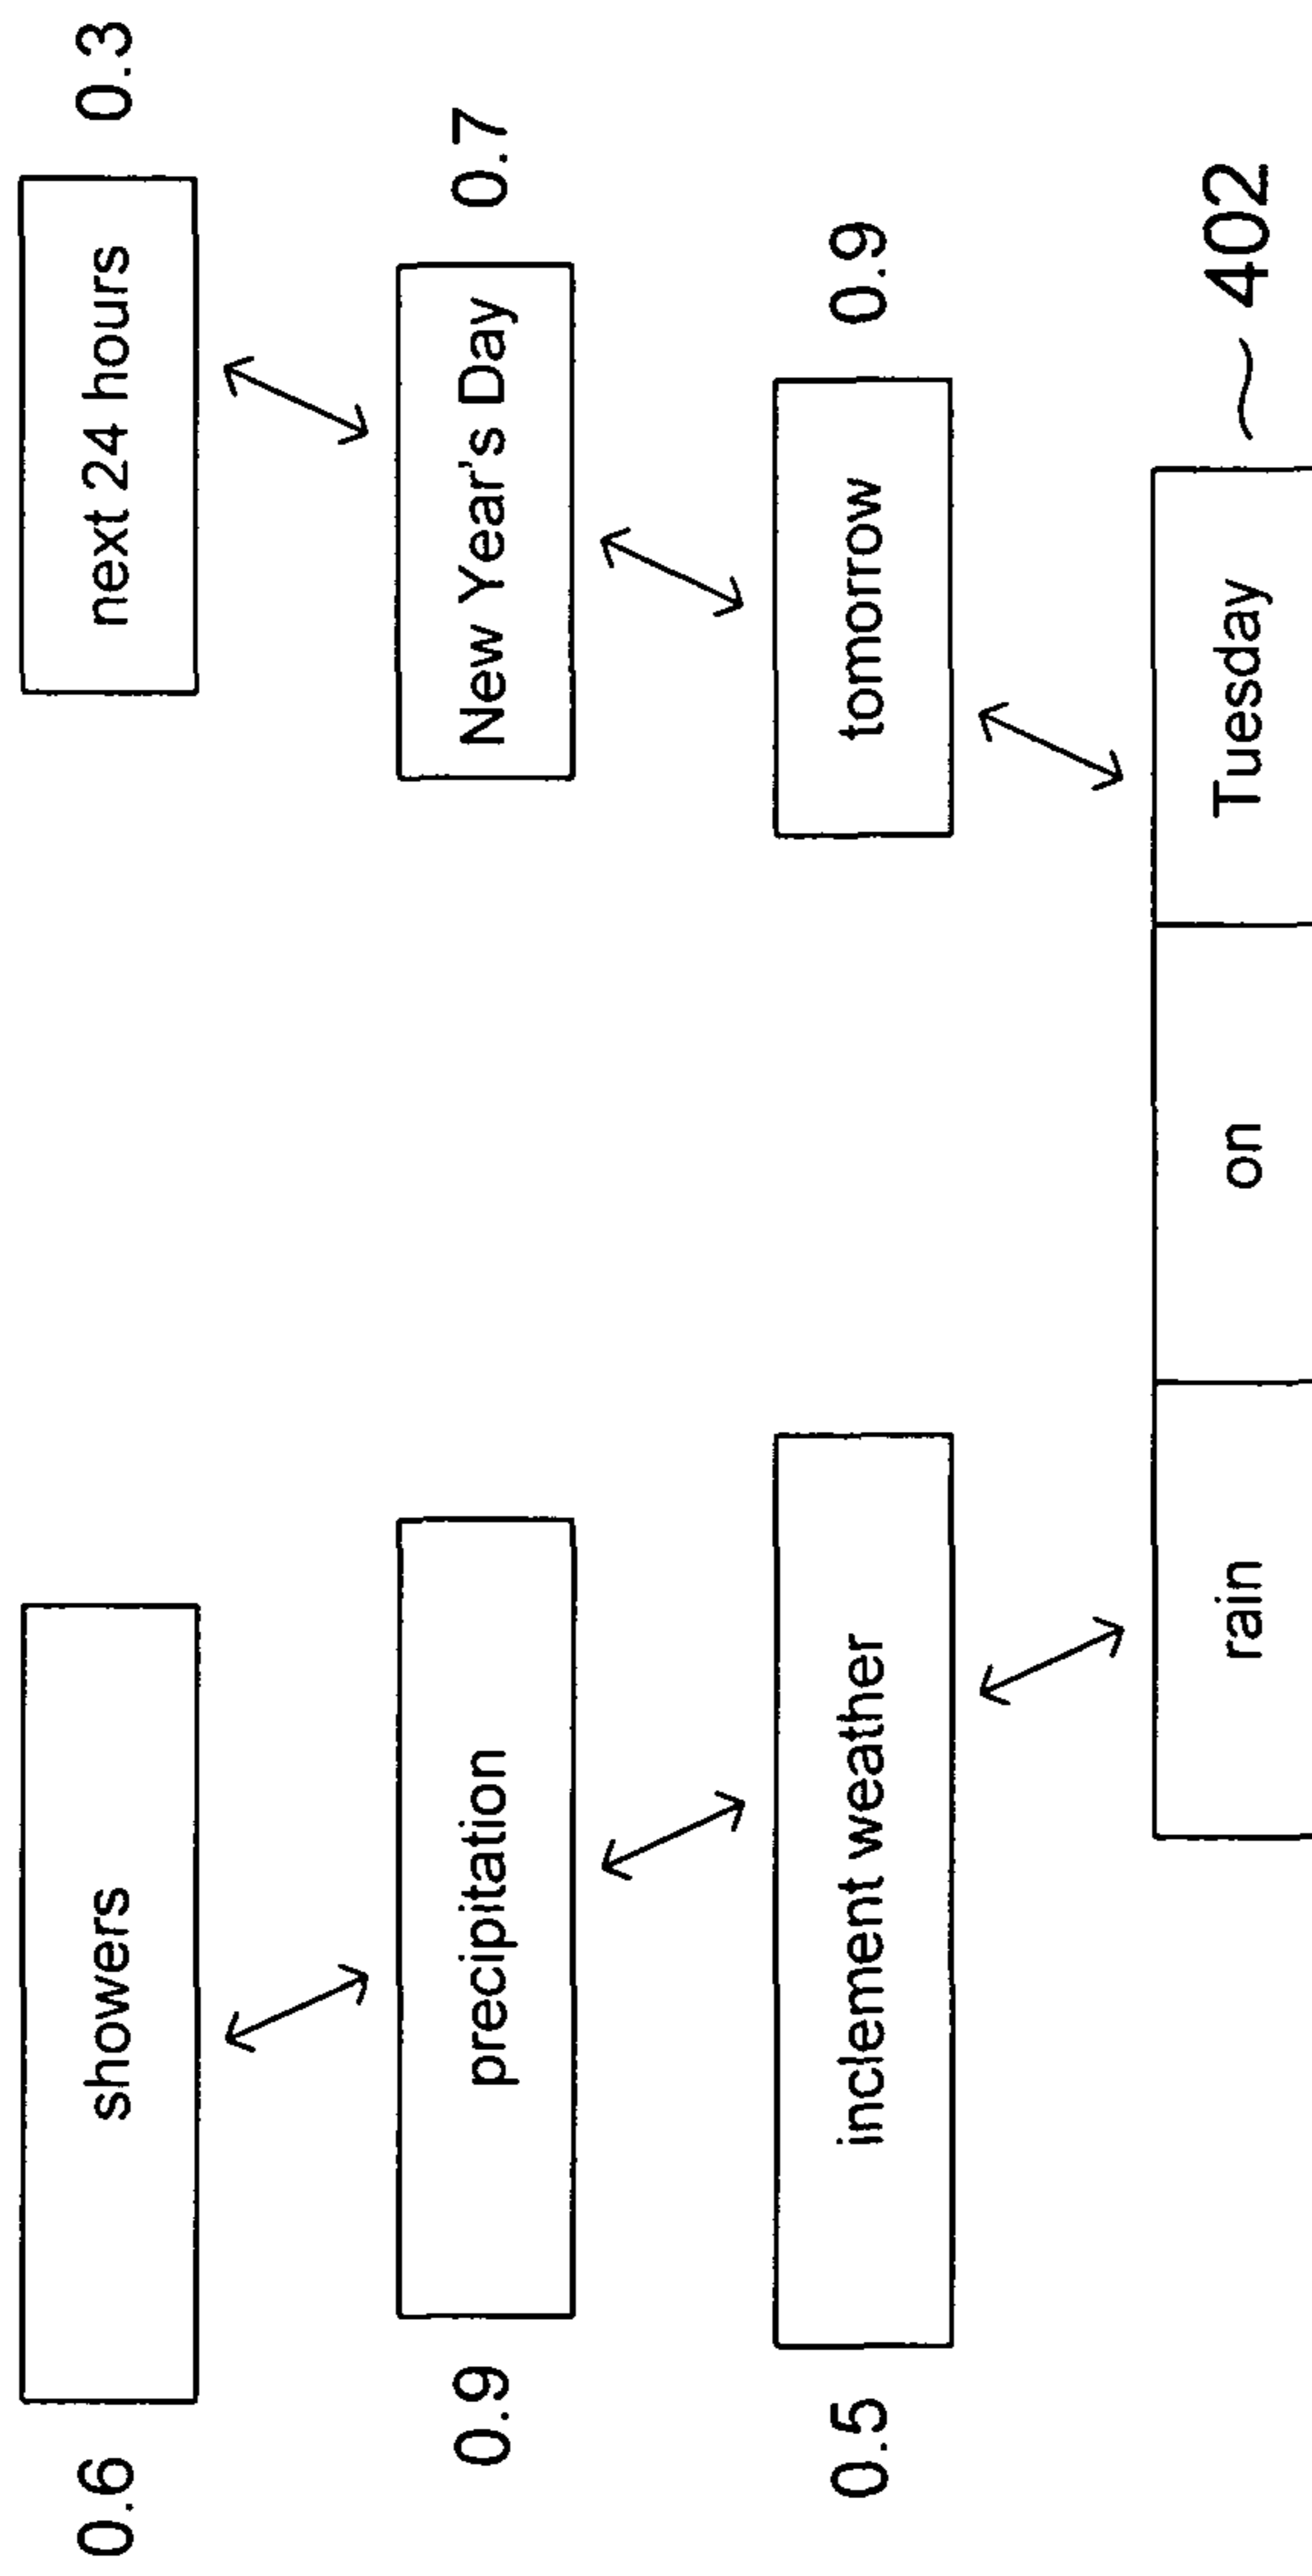 0.6 showers next 24 hours 0.3
0.9 precipitation New Year's Day 0.7
0.5 inclement weather tomorrow 0.9
rain on Tuesday 402